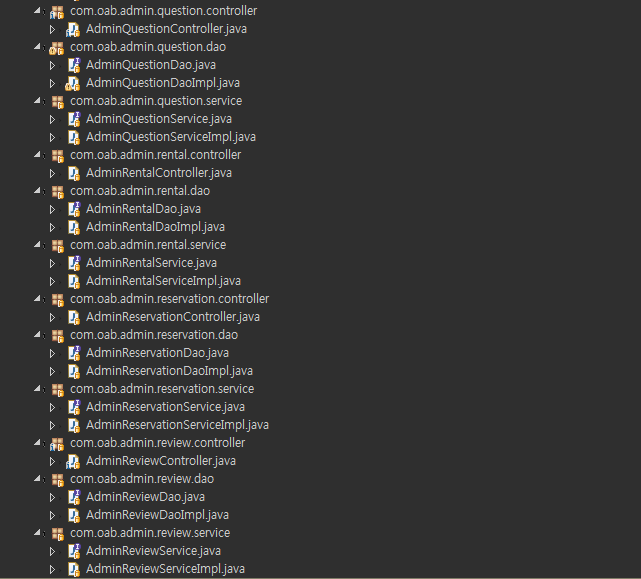 com.oab.admin.question.controller
AdminQuestionController.java
com.oab.admin.question.dao
AdminQuestionDao.java
AdminQuestionDaoImpl.java
com.oab.admin.question.service
AdminQuestionService.java
AdminQuestionServiceImpl.java
com.oab.admin.rental.controller
AdminRentalController.java
com.oab.admin.rental.dao
AdminRentalDao.java
AdminRentalDaoImpl.java
com.oab.admin.rental.service
AdminRentalService.java
AdminRentalServiceImpl.java
com.oab.admin.reservation.controller
AdminReservationController.java
com.oab.admin.reservation.dao
AdminReservationDao.java
AdminReservationDaoImpl.java
com.oab.admin.reservation.service
AdminReservationService.java
AdminReservationServiceImpl.java
com.oab.admin.review.controller
AdminReviewController.java
com.oab.admin.review.dao
AdminReviewDao.java
AdminReviewDaoImpl.java
com.oab.admin.review.service
AdminReviewService.java
AdminReviewServiceImpl.java